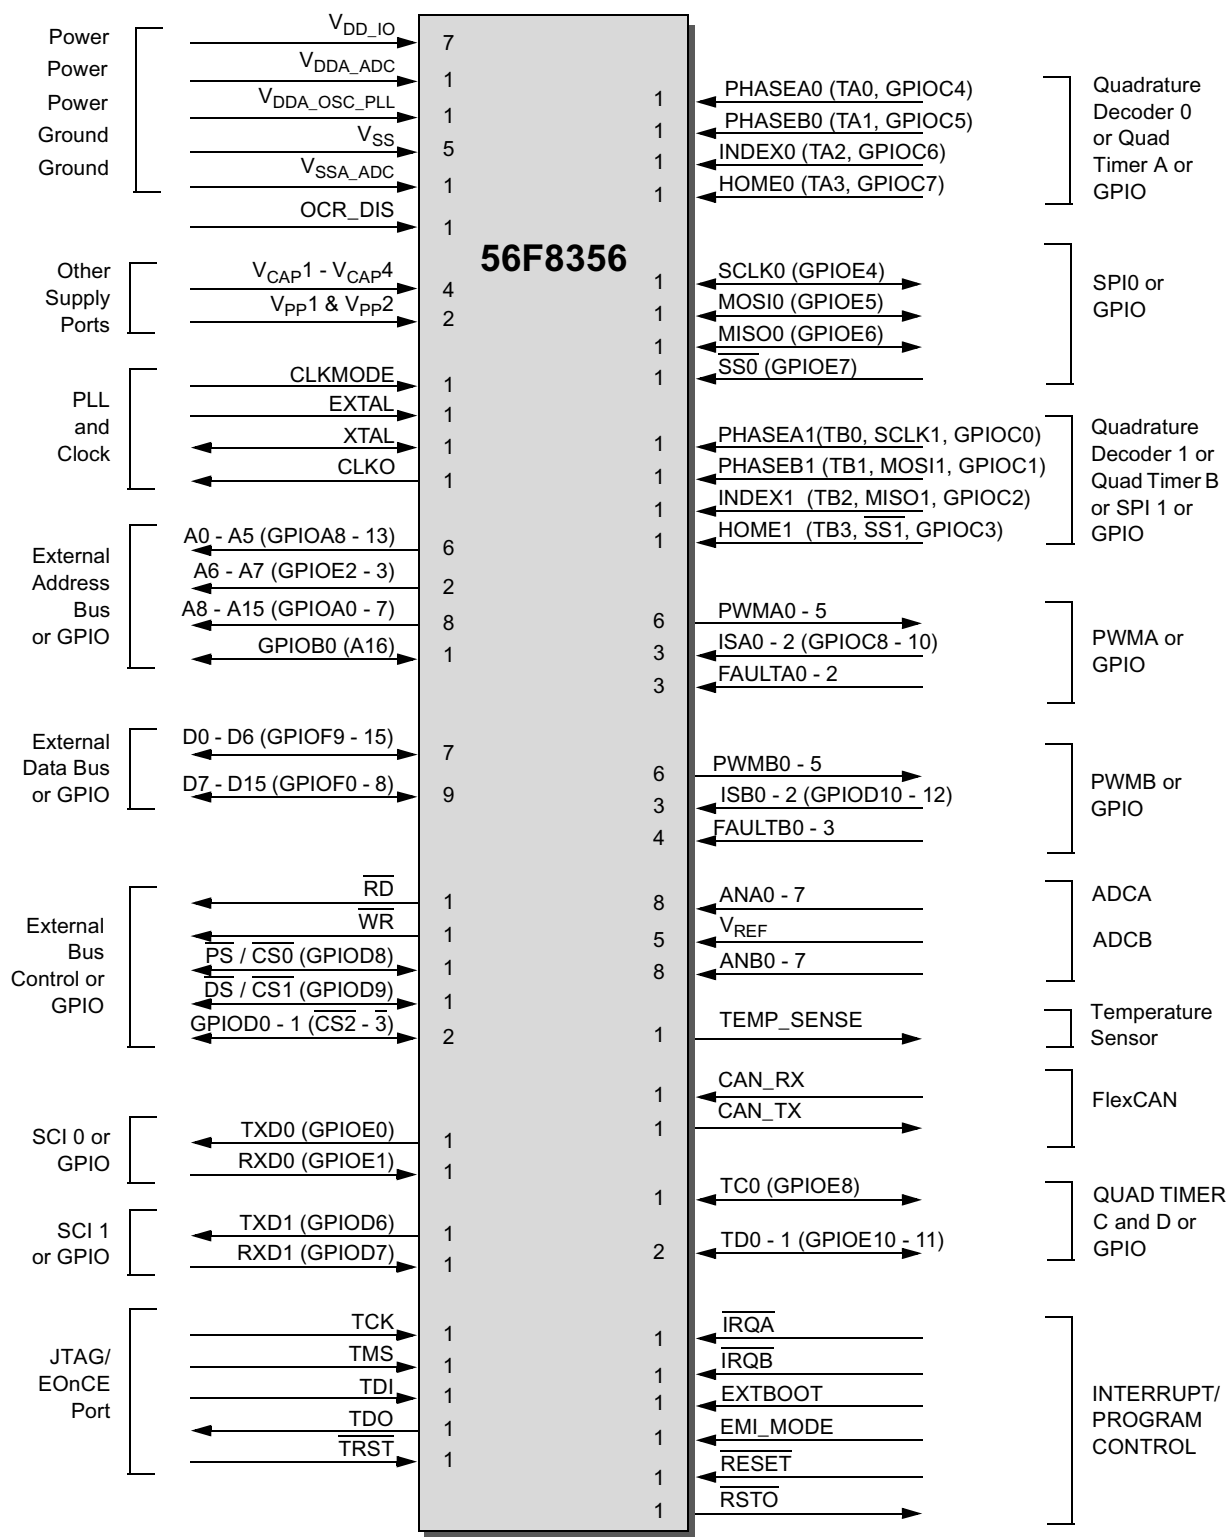 56F8356
Power
Power
Power
Ground
Ground
VDD_IO
7
VDDA_ADC
1
VDDA_OSC_PLL
1
VSS
5
VSSA_ADC
1
OCR_DIS
1
Other
Supply
Ports
VCAP1 - VCAP4
4
VPP1 & VPP2
2
PLL
and
Clock
CLKMODE
1
EXTAL
1
XTAL
1
CLKO
1
External
Address
Bus
or GPIO
A0 - A5 (GPIOA8 - 13)
6
A6 - A7 (GPIOE2 - 3)
2
A8 - A15 (GPIOA0 - 7)
8
GPIOB0 (A16)
1
External
Data Bus
or GPIO
D0 - D6 (GPIOF9 - 15)
7
D7 - D15 (GPIOF0 - 8)
9
External
Bus
Control or
GPIO
RD
1
WR
1
PS / CS0 (GPIOD8)
1
DS / CS1 (GPIOD9)
1
GPIOD0 - 1 (CS2 - 3)
2
SCI 0 or
GPIO
TXD0 (GPIOE0)
1
RXD0 (GPIOE1)
1
SCI 1
or GPIO
TXD1 (GPIOD6)
1
RXD1 (GPIOD7)
1
JTAG/
EOnCE
Port
TCK
1
TMS
1
TDI
1
TDO
1
TRST
1
1
PHASEA0 (TA0, GPIOC4)
1
PHASEB0 (TA1, GPIOC5)
1
INDEX0 (TA2, GPIOC6)
1
HOME0 (TA3, GPIOC7)
Quadrature
Decoder 0
or Quad
Timer A or
GPIO
1
SCLK0 (GPIOE4)
1
MOSI0 (GPIOE5)
1
MISO0 (GPIOE6)
1
SS0 (GPIOE7)
SPI0 or
GPIO
1
PHASEA1(TB0, SCLK1, GPIOC0)
1
PHASEB1 (TB1, MOSI1, GPIOC1)
1
INDEX1 (TB2, MISO1, GPIOC2)
1
HOME1 (TB3, SS1, GPIOC3)
Quadrature
Decoder 1 or
Quad Timer B
or SPI 1 or
GPIO
6
PWMA0 - 5
3
ISA0 - 2 (GPIOC8 - 10)
3
FAULTA0 - 2
PWMA or
GPIO
6
PWMB0 - 5
3
ISB0 - 2 (GPIOD10 - 12)
4
FAULTB0 - 3
PWMB or
GPIO
8
ANA0 - 7
5
VREF
8
ANB0 - 7
ADCA
ADCB
1
TEMP_SENSE
Temperature
Sensor
1
CAN_RX
1
CAN_TX
FlexCAN
1
TC0 (GPIOE8)
2
TD0 - 1 (GPIOE10 - 11)
QUAD TIMER
C and D or
GPIO
1
IRQA
1
IRQB
1
EXTBOOT
1
EMI_MODE
1
RESET
1
RSTO
INTERRUPT/
PROGRAM
CONTROL